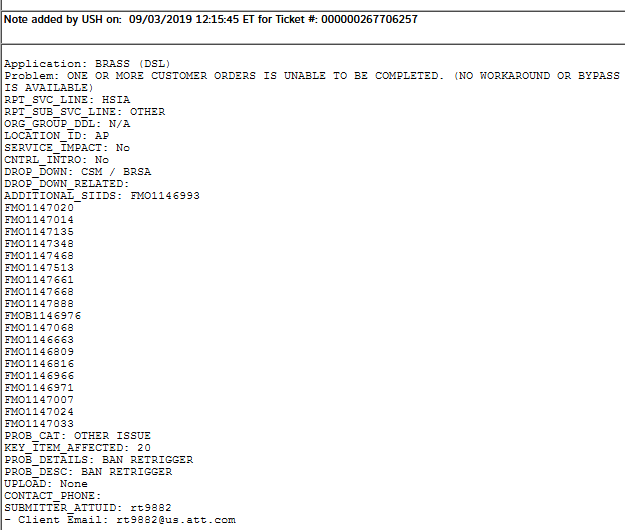 Note added by USH on: 09/03/2019 12:15:45 ET for Ticket #: 000000267706257
Application: BRASS (DSL)
Problem: ONE OR MORE CUSTOMER ORDERS IS UNABLE TO BE COMPLETED. (NO WORKAROUND OR BYPASS
IS AVAILABLE)
RPT_SVC_LINE: HSIA
RPT_SUB_SVC_LINE: OTHER
ORG_GROUP_DDL: N/A
LOCATION_ID: AP
SERVICE_IMPACT: No
CNTRL_INTRO: No
DROP_DOWN: CSM / BRSA
DROP_DOWN_RELATED:
ADDITIONAL_SIIDS: FMO1146993
FMO1147020
FMO1147014
FMO1147135
FMO1147348
FMO1147468
FMO1147513
FMO1147661
FMO1147668
FMO1147888
FMOB1146976
FMO1147068
FMO1146663
FMO1146809
FMO1146816
FMO1146966
FMO1146971
FMO1147007
FMO1147024
FMO1147033
PROB_CAT: OTHER ISSUE
KEY_ITEM_AFFECTED: 20
PROB_DETAILS: BAN RETRIGGER
PROB_DESC: BAN RETRIGGER
UPLOAD: None
CONTACT_PHONE:
SUBMITTER_ATTUID: rt9882
- Client Email: rt9882@us.att.com